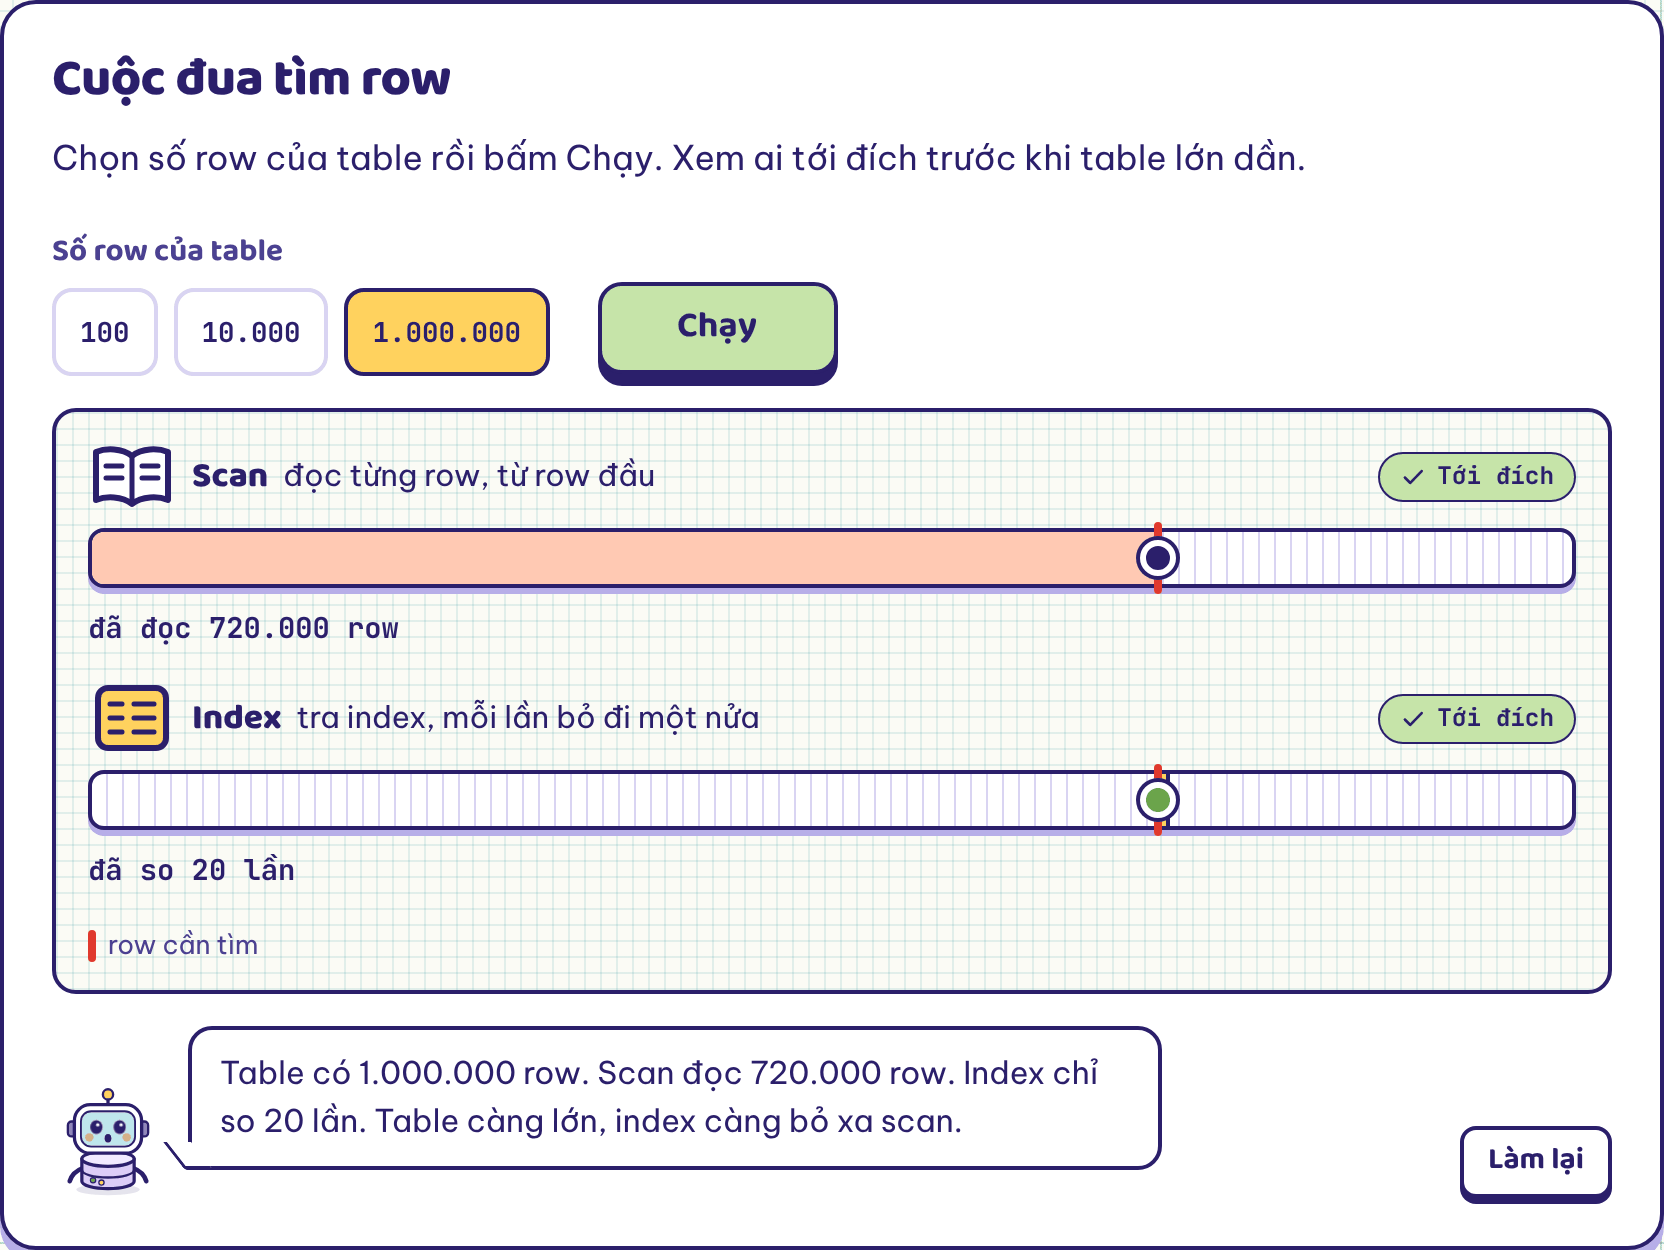 Cuộc đua tìm row
Chọn số row của table rồi bấm Chạy. Xem ai tới đích trước khi table lớn dần.
Số row của table
100
10.000
1.000.000
Chạy
Scan đọc từng row, từ row đầu
Tới đích
đã đọc 720.000 row
Index tra index, mỗi lần bỏ đi một nửa
Tới đích
đã so 20 lần
row cần tìm
Table có 1.000.000 row. Scan đọc 720.000 row. Index chỉ
so 20 lần. Table càng lớn, index càng bỏ xa scan.
Làm lại